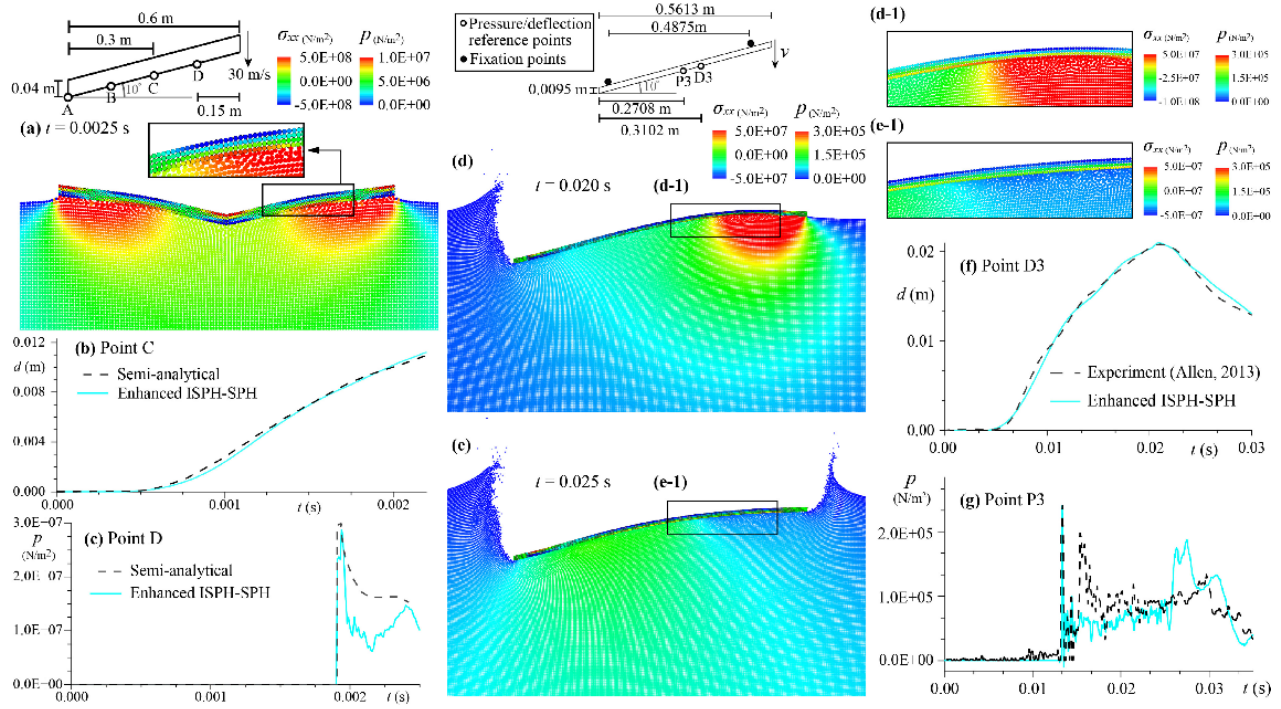 0.6 m
0.3 m
0.04 m
A
B
C
D
10°
30 m/s
0.15 m
σxx (N/m²)
5.0E+08
0.0E+00
-5.0E+08
p (N/m²)
1.0E+07
5.0E+06
0.0E+00
(a) t = 0.0025 s
(b) Point C
0.012
d (m)
0.008
0.004
0.000
Semi-analytical
Enhanced ISPH-SPH
0.000
0.001
0.002
t (s)
(c) Point D
3.0E-07
p
(N/m²)
2.0E-07
1.0E-07
0.0E+00
Semi-analytical
Enhanced ISPH-SPH
0.000
0.001
0.002
t (s)
Pressure/deflection
reference points
Fixation points
0.5613 m
0.4875m
v
P3
D3
10°
0.0095 m
0.2708 m
0.3102 m
σxx (N/m²)
5.0E+07
0.0E+00
-5.0E+07
p (N/m²)
3.0E+05
1.5E+05
0.0E+00
(d)
t = 0.020 s
(d-1)
(e)
t = 0.025 s
(e-1)
(d-1)
σxx (N/m²)
5.0E+07
-2.5E+07
-1.0E+08
p (N/m²)
3.0E+05
1.5E+05
0.0E+00
(e-1)
σxx (N/m²)
5.0E+07
0.0E+07
-5.0E+07
p (N/m²)
3.0E+05
1.5E+05
0.0E+00
(f) Point D3
0.02
d (m)
0.01
0.00
Experiment (Allen, 2013)
Enhanced ISPH-SPH
0.01
0.02
0.03
t (s)
(g) Point P3
p
(N/m²)
2.0E+05
1.0E+05
0.0E+00
0.00
0.01
0.02
0.03
t (s)